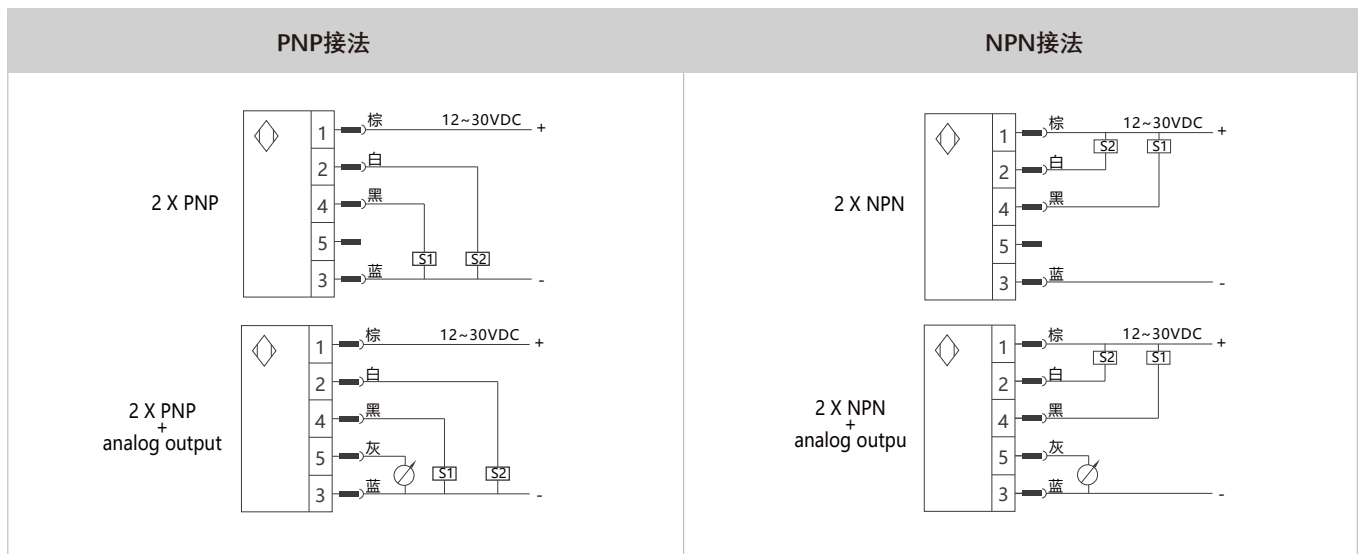 PNP接法
NPN接法
2 X PNP
1 棕 12~30VDC +
2 白
4 黑
5 S1 S2
3 蓝 -
2 X NPN
1 棕 12~30VDC +
S2 S1
2 白
4 黑
5
3 蓝 -
2 X PNP
+
analog output
1 棕 12~30VDC +
2 白
4 黑
5 灰
S1 S2
3 蓝 -
2 X NPN
+
analog outpu
1 棕 12~30VDC +
S2 S1
2 白
4 黑
5 灰
3 蓝 -